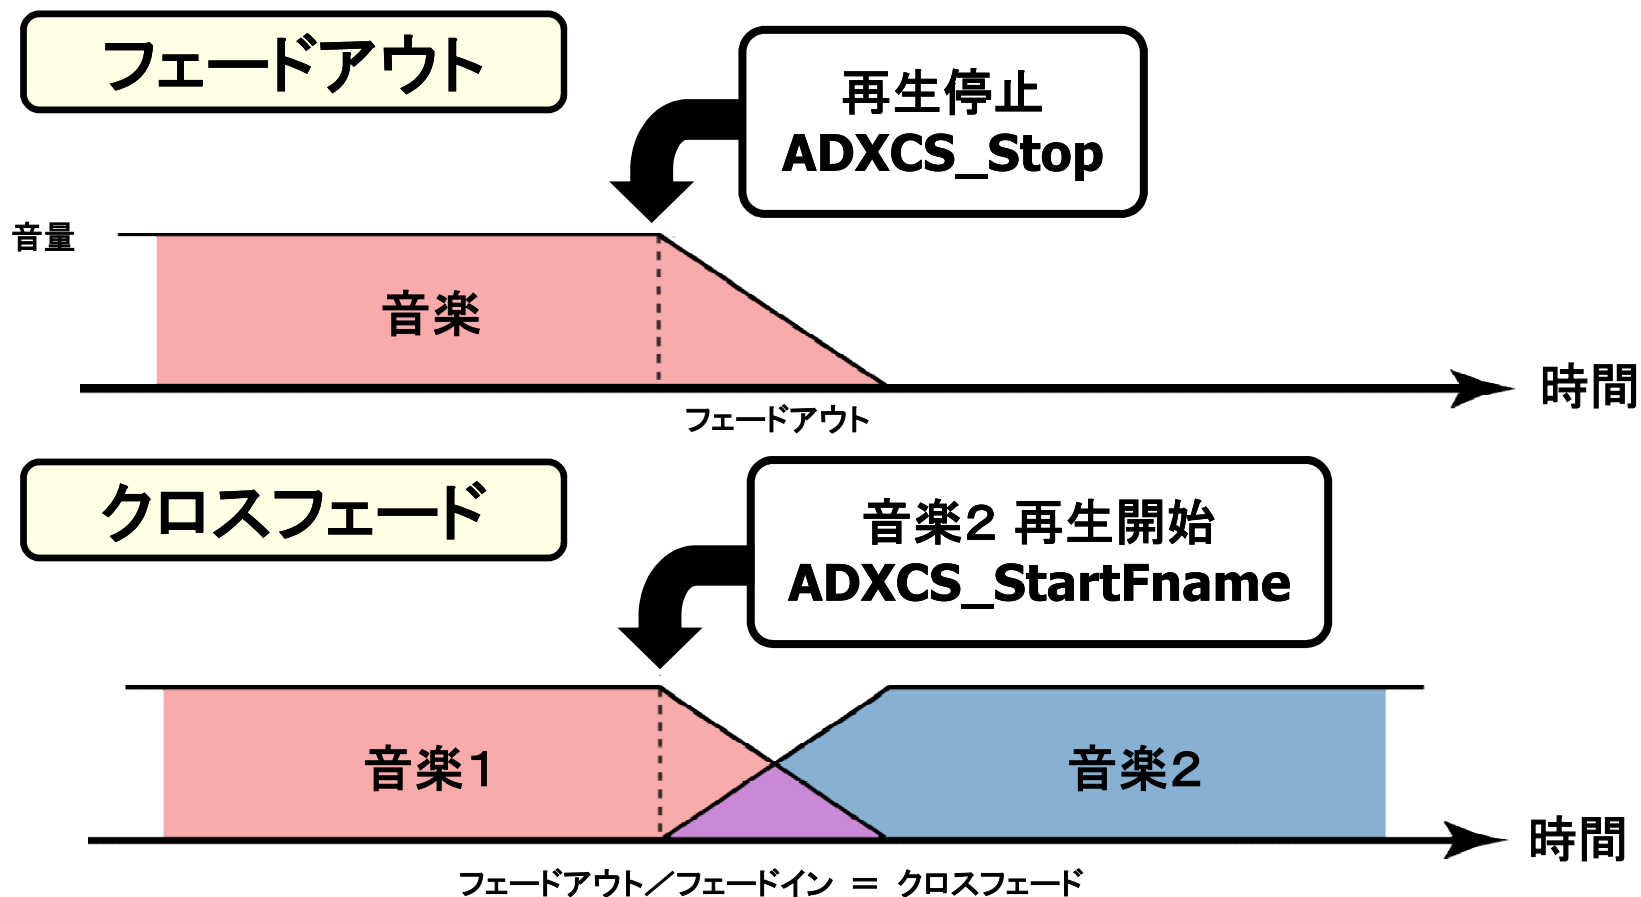 フェードアウト
再生停止
ADXCS_Stop
音量
音楽
時間
フェードアウト
クロスフェード
音楽２ 再生開始
ADXCS_StartFname
音楽１
音楽２
時間
フェードアウト／フェードイン ＝ クロスフェード